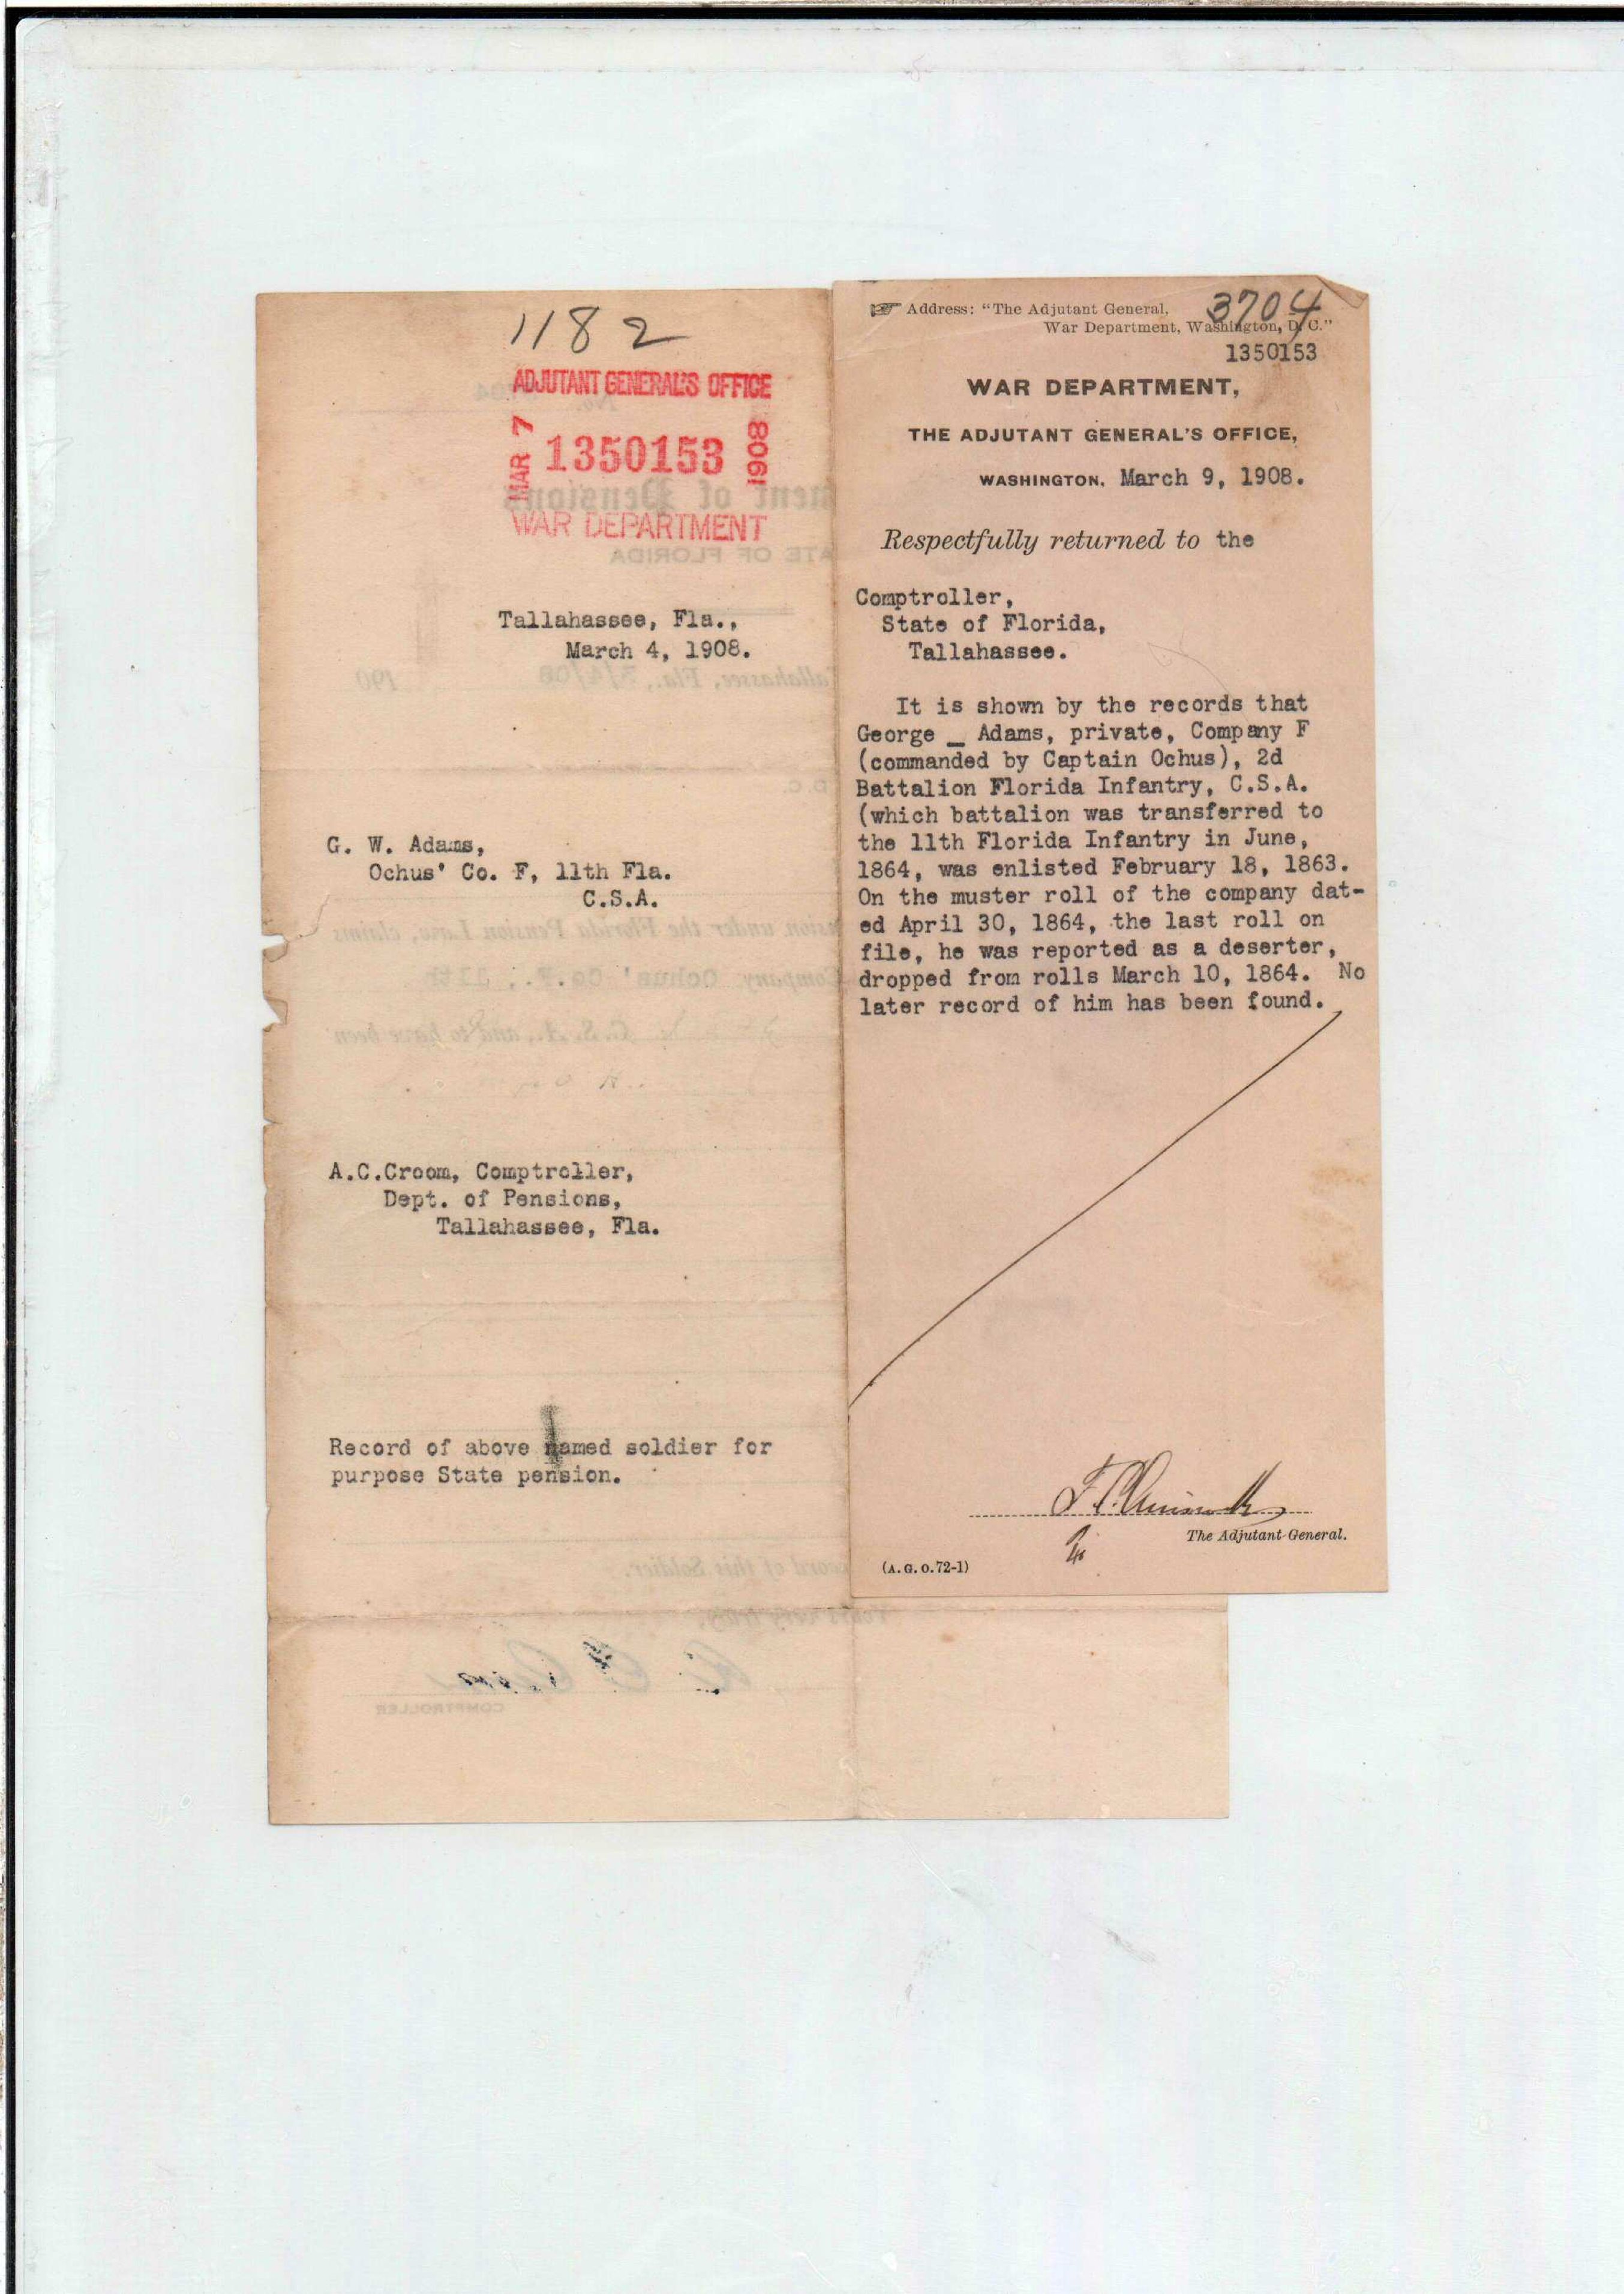 1182
ADJUTANT GENERAL'S OFFICE
MAR 7 1350153 1908
WAR DEPARTMENT
Tallahassee, Fla.,
March 4, 1908.
G. W. Adams,
Ochus' Co. F, 11th Fla.
C.S.A.
A.C.Croom, Comptroller,
Dept. of Pensions,
Tallahassee, Fla.
Record of above named soldier for
purpose State pension.
3704
Address: "The Adjutant General,
War Department, Washington, D. C."
1350153
WAR DEPARTMENT,
THE ADJUTANT GENERAL'S OFFICE,
WASHINGTON, March 9, 1908.
Respectfully returned to the
Comptroller,
State of Florida,
Tallahassee.
It is shown by the records that
George _ Adams, private, Company F
(commanded by Captain Ochus), 2d
Battalion Florida Infantry, C.S.A.
(which battalion was transferred to
the 11th Florida Infantry in June,
1864, was enlisted February 18, 1863.
On the muster roll of the company dat-
ed April 30, 1864, the last roll on
file, he was reported as a deserter,
dropped from rolls March 10, 1864. No
later record of him has been found.
The Adjutant General.
(A.G.O.72-1)